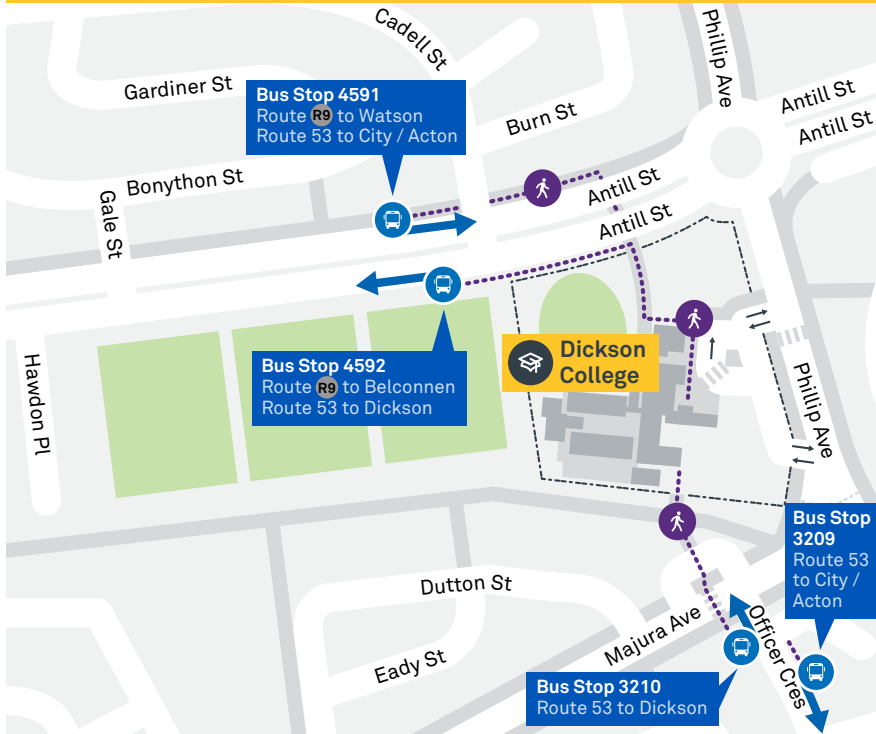 Cadell St
Phillip Ave
Gardiner St
Antill St
Antill St
Bus Stop 4591
Route R9 to Watson
Route 53 to City / Acton
Burn St
Bonython St
Antill St
Gale St
Antill St
Dickson
College
Bus Stop 4592
Route R9 to Belconnen
Route 53 to Dickson
Hawdon Pl
Phillip Ave
Bus Stop
3209
Route 53
to City /
Acton
Dutton St
Majura Ave
Officer Cres
Eady St
Bus Stop 3210
Route 53 to Dickson